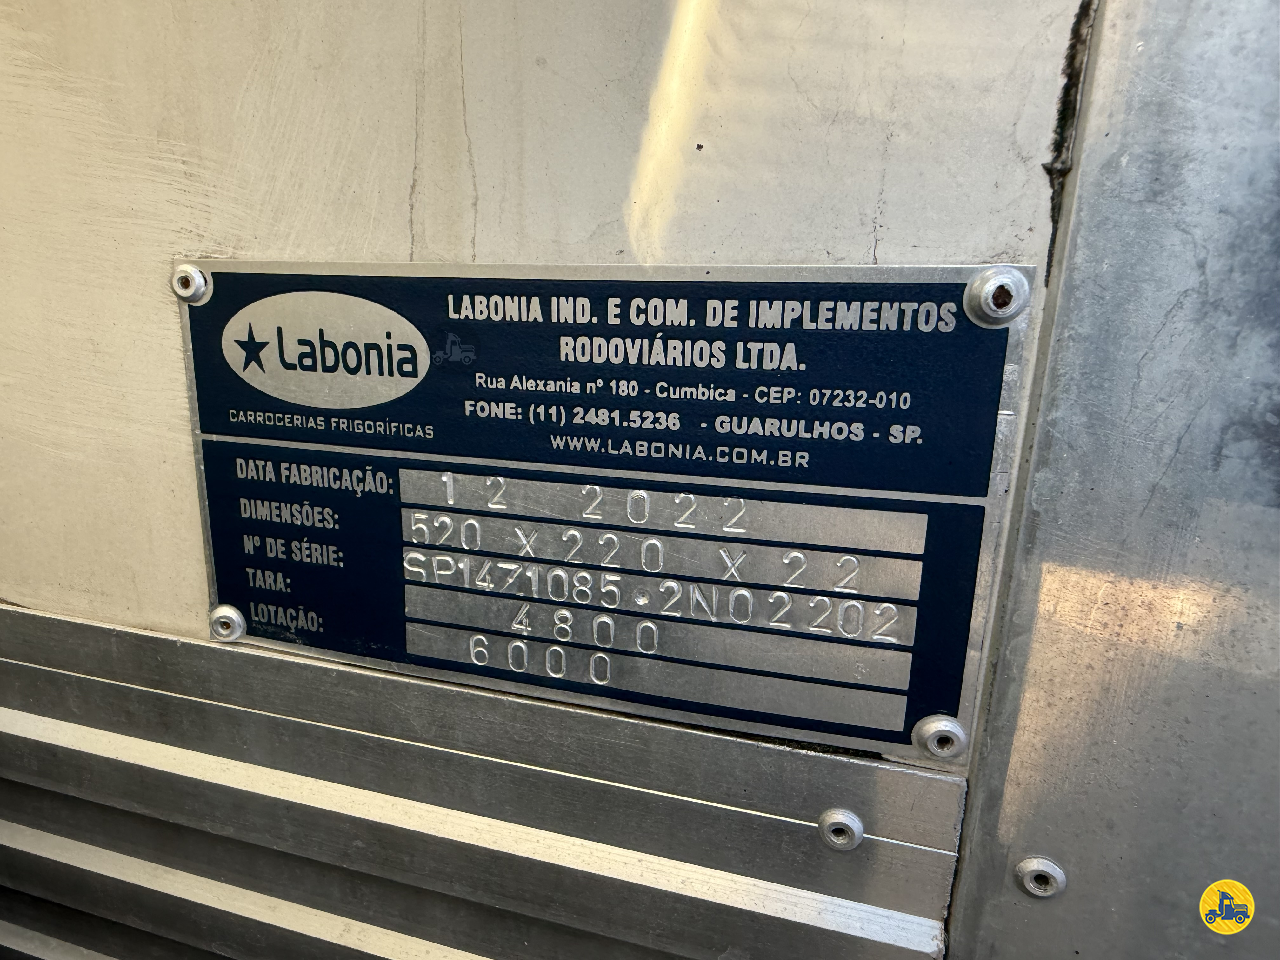 Labonia
CARROCERIAS FRIGORÍFICAS
LABONIA IND. E COM. DE IMPLEMENTOS
RODOVIÁRIOS LTDA.
Rua Alexania nº 180 - Cumbica - CEP: 07232-010
FONE: (11) 2481.5236 - GUARULHOS - SP.
WWW.LABONIA.COM.BR
DATA FABRICAÇÃO: 12 2022
DIMENSÕES: 520 X 220 X 22
Nº DE SÉRIE: SP1471085·2N02202
TARA: 4800
LOTAÇÃO: 6000